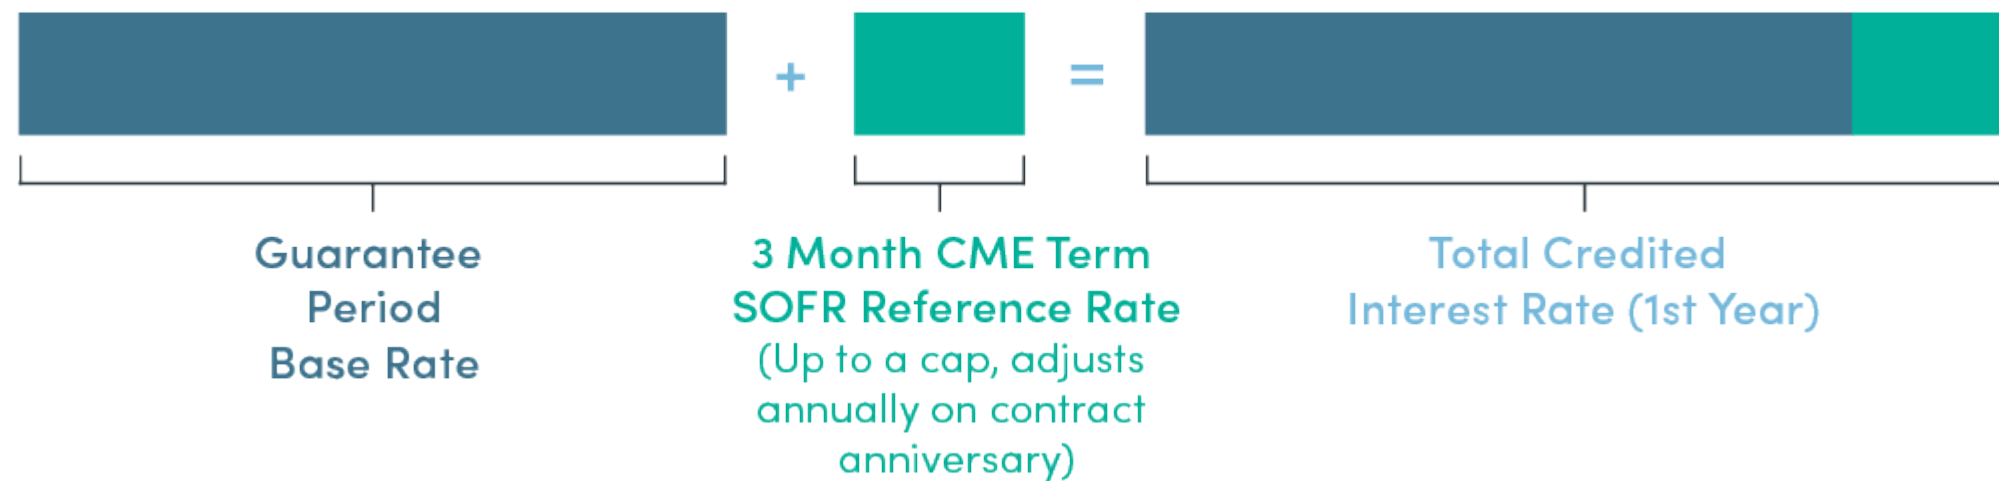 +
=
Guarantee
Period
Base Rate
3 Month CME Term
SOFR Reference Rate
(Up to a cap, adjusts
annually on contract
anniversary)
Total Credited
Interest Rate (1st Year)